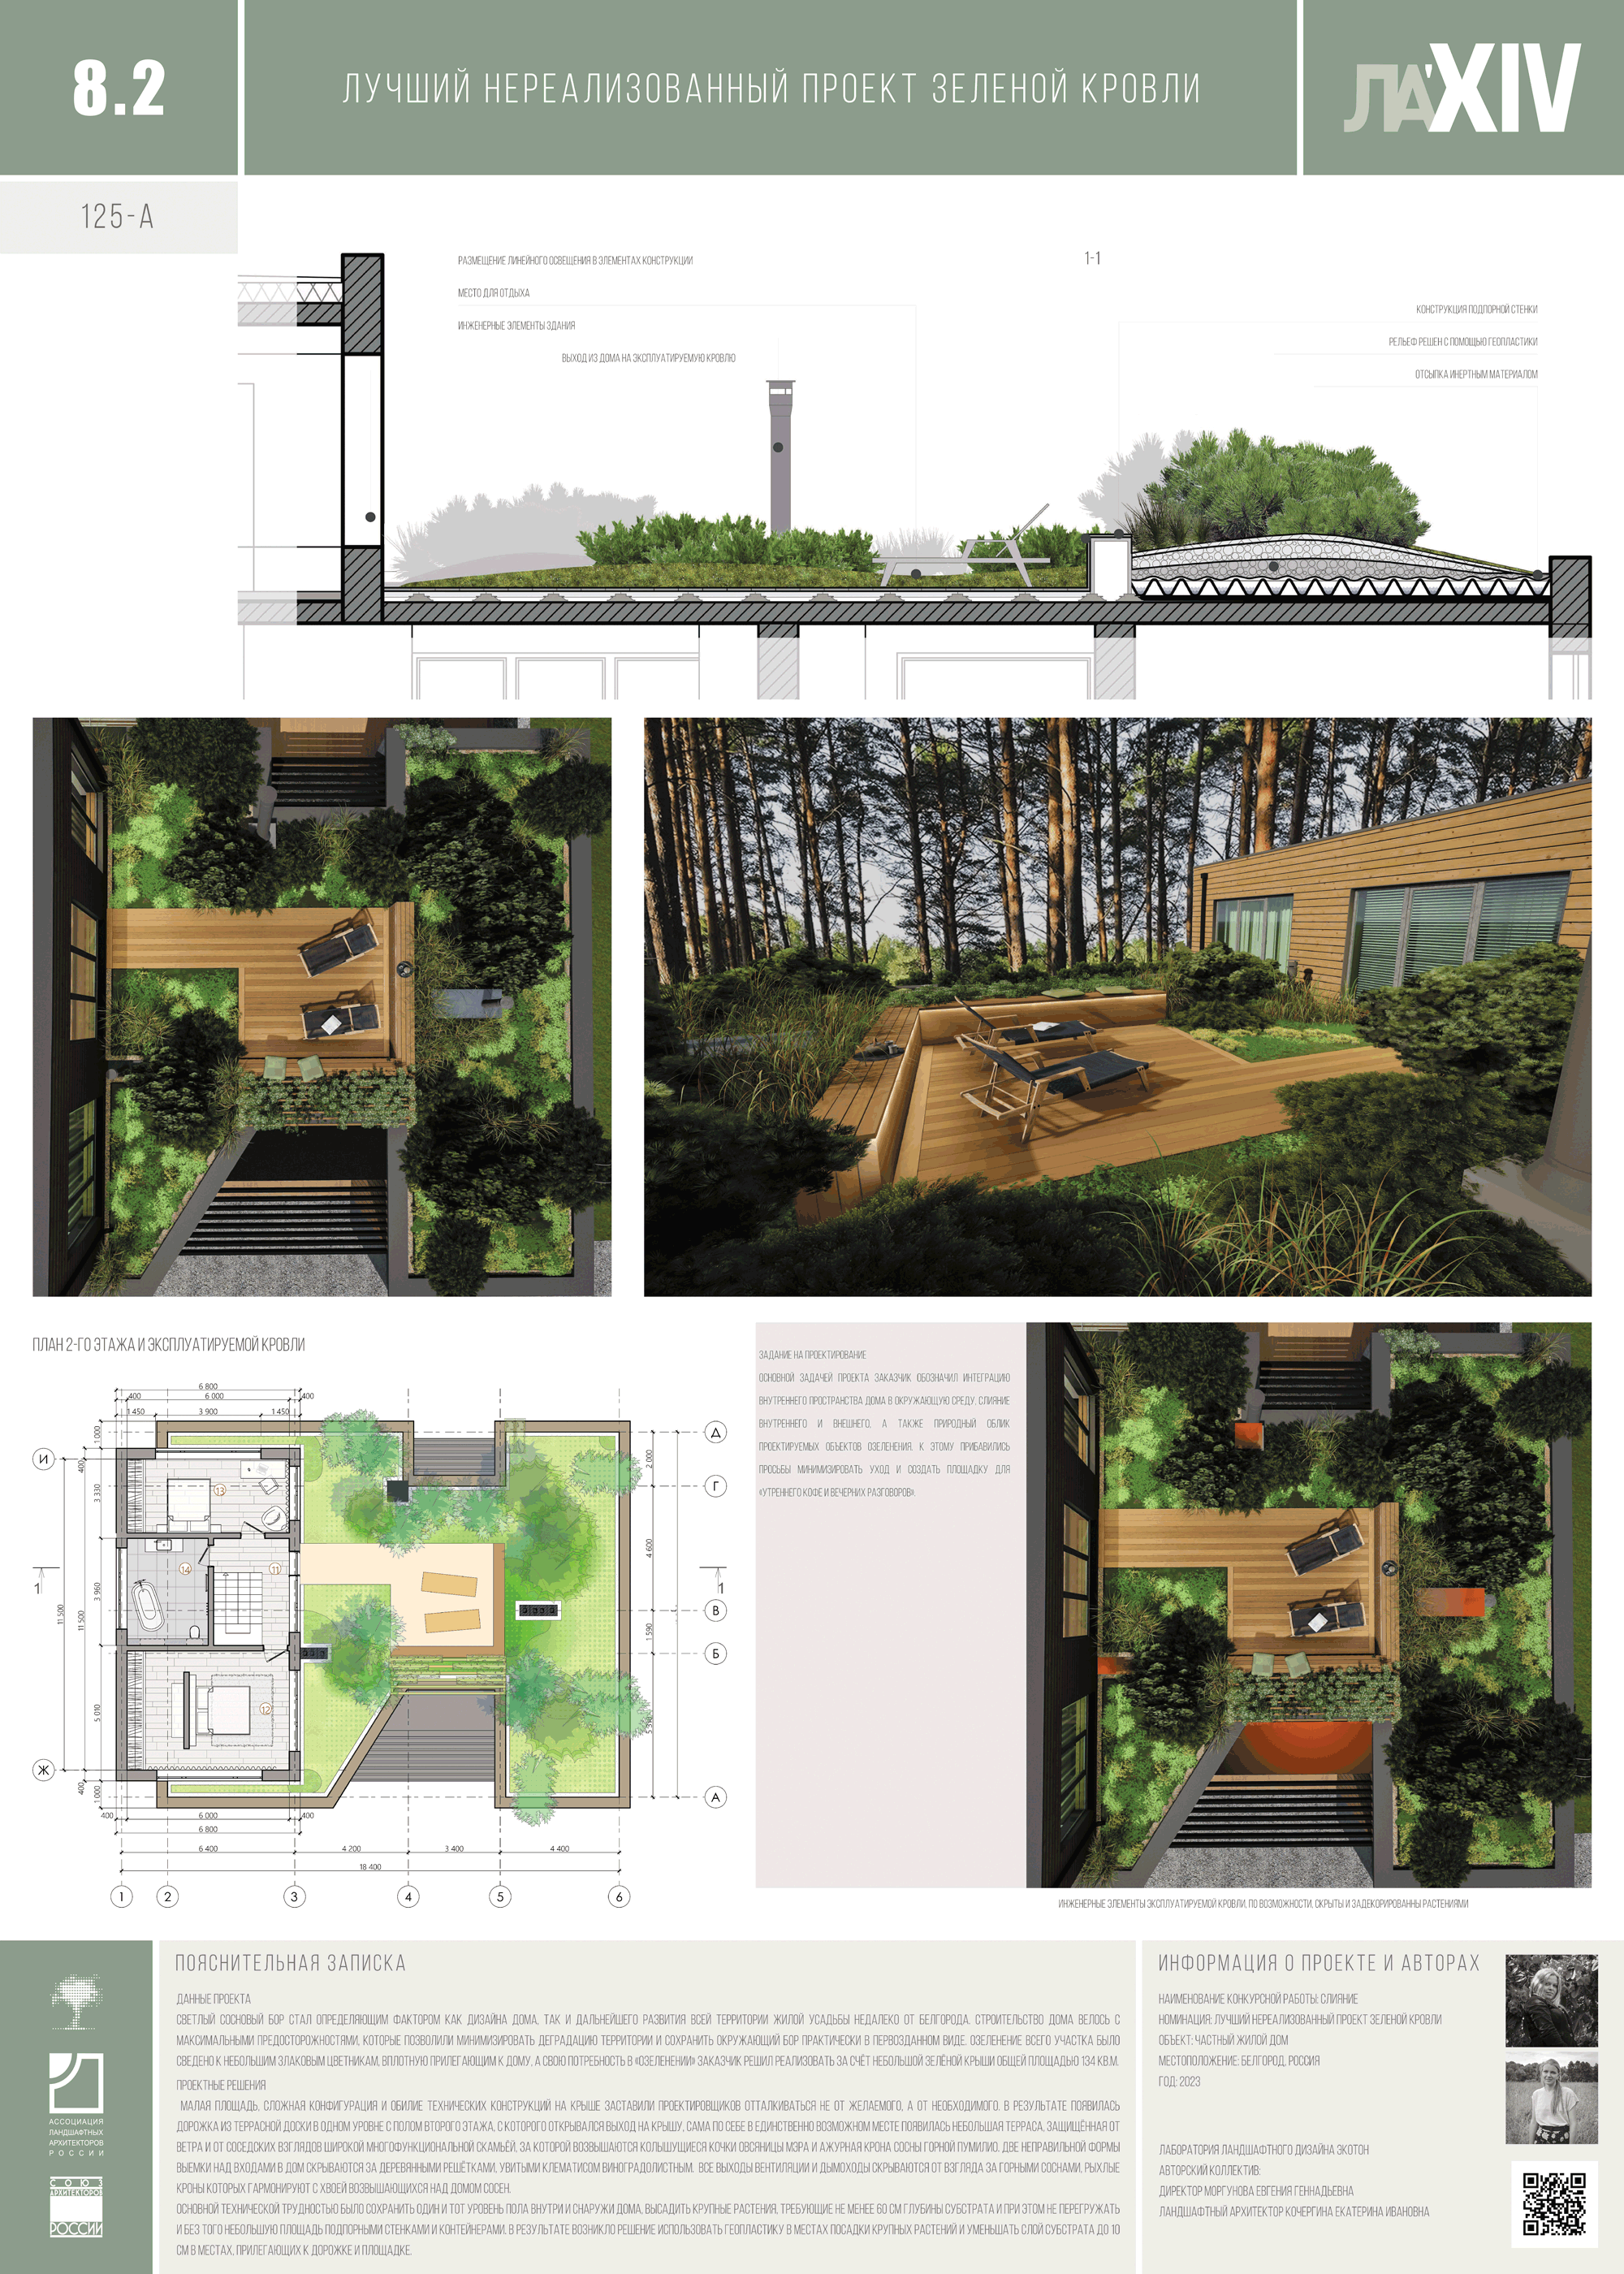 8.2
ЛУЧШИЙ НЕРЕАЛИЗОВАННЫЙ ПРОЕКТ ЗЕЛЕНОЙ КРОВЛИ
ЛА'XIV
125-А
РАЗМЕЩЕНИЕ ЛИНЕЙНОГО ОСВЕЩЕНИЯ В ЭЛЕМЕНТАХ КОНСТРУКЦИИ
МЕСТО ДЛЯ ОТДЫХА
ИНЖЕНЕРНЫЕ ЭЛЕМЕНТЫ ЗДАНИЯ
ВЫХОД ИЗ ДОМА НА ЭКСПЛУАТИРУЕМУЮ КРОВЛЮ
1-1
КОНСТРУКЦИЯ ПОДПОРНОЙ СТЕНКИ
РЕЛЬЕФ РЕШЕН С ПОМОЩЬЮ ГЕОПЛАСТИКИ
ОТСЫПКА ИНЕРТНЫМ МАТЕРИАЛОМ
ПЛАН 2-ГО ЭТАЖА И ЭКСПЛУАТИРУЕМОЙ КРОВЛИ
6 800
400 6 000 400
1 450 3 900 1 450
1 000
400
3 330
3 960
5 010
400
1 000
11 500
11 500
2 000
4 600
1 590
И
Ж
Д
Г
В
Б
А
1
1
13
14
11
12
400 6 000 400
6 800
6 400 4 200 3 400 4 400
18 400
1 2 3 4 5 6
ЗАДАНИЕ НА ПРОЕКТИРОВАНИЕ
ОСНОВНОЙ ЗАДАЧЕЙ ПРОЕКТА ЗАКАЗЧИК ОБОЗНАЧИЛ ИНТЕГРАЦИЮ
ВНУТРЕННЕГО ПРОСТРАНСТВА ДОМА В ОКРУЖАЮЩУЮ СРЕДУ, СЛИЯНИЕ
ВНУТРЕННЕГО И ВНЕШНЕГО, А ТАКЖЕ ПРИРОДНЫЙ ОБЛИК
ПРОЕКТИРУЕМЫХ ОБЪЕКТОВ ОЗЕЛЕНЕНИЯ. К ЭТОМУ ПРИБАВИЛИСЬ
ПРОСЬБЫ МИНИМИЗИРОВАТЬ УХОД И СОЗДАТЬ ПЛОЩАДКУ ДЛЯ
«УТРЕННЕГО КОФЕ И ВЕЧЕРНИХ РАЗГОВОРОВ».
ИНЖЕНЕРНЫЕ ЭЛЕМЕНТЫ ЭКСПЛУАТИРУЕМОЙ КРОВЛИ, ПО ВОЗМОЖНОСТИ, СКРЫТЫ И ЗАДЕКОРИРОВАННЫ РАСТЕНИЯМИ
АССОЦИАЦИЯ
ЛАНДШАФТНЫХ
АРХИТЕКТОРОВ
РОССИИ
СОЮЗ
АРХИТЕКТОРОВ
РОССИИ
ПОЯСНИТЕЛЬНАЯ ЗАПИСКА
ДАННЫЕ ПРОЕКТА
СВЕТЛЫЙ СОСНОВЫЙ БОР СТАЛ ОПРЕДЕЛЯЮЩИМ ФАКТОРОМ КАК ДИЗАЙНА ДОМА, ТАК И ДАЛЬНЕЙШЕГО РАЗВИТИЯ ВСЕЙ ТЕРРИТОРИИ ЖИЛОЙ УСАДЬБЫ НЕДАЛЕКО ОТ БЕЛГОРОДА. СТРОИТЕЛЬСТВО ДОМА ВЕЛОСЬ С
МАКСИМАЛЬНЫМИ ПРЕДОСТОРОЖНОСТЯМИ, КОТОРЫЕ ПОЗВОЛИЛИ МИНИМИЗИРОВАТЬ ДЕГРАДАЦИЮ ТЕРРИТОРИИ И СОХРАНИТЬ ОКРУЖАЮЩИЙ БОР ПРАКТИЧЕСКИ В ПЕРВОЗДАННОМ ВИДЕ. ОЗЕЛЕНЕНИЕ ВСЕГО УЧАСТКА БЫЛО
СВЕДЕНО К НЕБОЛЬШИМ ЗЛАКОВЫМ ЦВЕТНИКАМ, ВПЛОТНУЮ ПРИЛЕГАЮЩИМ К ДОМУ, А СВОЮ ПОТРЕБНОСТЬ В «ОЗЕЛЕНЕНИИ» ЗАКАЗЧИК РЕШИЛ РЕАЛИЗОВАТЬ ЗА СЧЁТ НЕБОЛЬШОЙ ЗЕЛЁНОЙ КРЫШИ ОБЩЕЙ ПЛОЩАДЬЮ 134 КВ.М.
ПРОЕКТНЫЕ РЕШЕНИЯ
МАЛАЯ ПЛОЩАДЬ, СЛОЖНАЯ КОНФИГУРАЦИЯ И ОБИЛИЕ ТЕХНИЧЕСКИХ КОНСТРУКЦИЙ НА КРЫШЕ ЗАСТАВИЛИ ПРОЕКТИРОВЩИКОВ ОТТАЛКИВАТЬСЯ НЕ ОТ ЖЕЛАЕМОГО, А ОТ НЕОБХОДИМОГО. В РЕЗУЛЬТАТЕ ПОЯВИЛАСЬ
ДОРОЖКА ИЗ ТЕРРАСНОЙ ДОСКИ В ОДНОМ УРОВНЕ С ПОЛОМ ВТОРОГО ЭТАЖА, С КОТОРОГО ОТКРЫВАЛСЯ ВЫХОД НА КРЫШУ, САМА ПО СЕБЕ В ЕДИНСТВЕННО ВОЗМОЖНОМ МЕСТЕ ПОЯВИЛАСЬ НЕБОЛЬШАЯ ТЕРРАСА, ЗАЩИЩЁННАЯ ОТ
ВЕТРА И ОТ СОСЕДСКИХ ВЗГЛЯДОВ ШИРОКОЙ МНОГОФУНКЦИОНАЛЬНОЙ СКАМЬЁЙ, ЗА КОТОРОЙ ВОЗВЫШАЮТСЯ КОЛЫШУЩИЕСЯ КОЧКИ ОВСЯНИЦЫ МЭРА И АЖУРНАЯ КРОНА СОСНЫ ГОРНОЙ ПУМИЛИО. ДВЕ НЕПРАВИЛЬНОЙ ФОРМЫ
ВЫЕМКИ НАД ВХОДАМИ В ДОМ СКРЫВАЮТСЯ ЗА ДЕРЕВЯННЫМИ РЕШЁТКАМИ, УВИТЫМИ КЛЕМАТИСОМ ВИНОГРАДОЛИСТНЫМ. ВСЕ ВЫХОДЫ ВЕНТИЛЯЦИИ И ДЫМОХОДЫ СКРЫВАЮТСЯ ОТ ВЗГЛЯДА ЗА ГОРНЫМИ СОСНАМИ, РЫХЛЫЕ
КРОНЫ КОТОРЫХ ГАРМОНИРУЮТ С ХВОЕЙ ВОЗВЫШАЮЩИХСЯ НАД ДОМОМ СОСЕН.
ОСНОВНОЙ ТЕХНИЧЕСКОЙ ТРУДНОСТЬЮ БЫЛО СОХРАНИТЬ ОДИН И ТОТ УРОВЕНЬ ПОЛА ВНУТРИ И СНАРУЖИ ДОМА, ВЫСАДИТЬ КРУПНЫЕ РАСТЕНИЯ, ТРЕБУЮЩИЕ НЕ МЕНЕЕ 60 СМ ГЛУБИНЫ СУБСТРАТА И ПРИ ЭТОМ НЕ ПЕРЕГРУЖАТЬ
И БЕЗ ТОГО НЕБОЛЬШУЮ ПЛОЩАДЬ ПОДПОРНЫМИ СТЕНКАМИ И КОНТЕЙНЕРАМИ. В РЕЗУЛЬТАТЕ ВОЗНИКЛО РЕШЕНИЕ ИСПОЛЬЗОВАТЬ ГЕОПЛАСТИКУ В МЕСТАХ ПОСАДКИ КРУПНЫХ РАСТЕНИЙ И УМЕНЬШАТЬ СЛОЙ СУБСТРАТА ДО 10
СМ В МЕСТАХ, ПРИЛЕГАЮЩИХ К ДОРОЖКЕ И ПЛОЩАДКЕ.
ИНФОРМАЦИЯ О ПРОЕКТЕ И АВТОРАХ
НАИМЕНОВАНИЕ КОНКУРСНОЙ РАБОТЫ: СЛИЯНИЕ
НОМИНАЦИЯ: ЛУЧШИЙ НЕРЕАЛИЗОВАННЫЙ ПРОЕКТ ЗЕЛЕНОЙ КРОВЛИ
ОБЪЕКТ: ЧАСТНЫЙ ЖИЛОЙ ДОМ
МЕСТОПОЛОЖЕНИЕ: БЕЛГОРОД, РОССИЯ
ГОД: 2023
ЛАБОРАТОРИЯ ЛАНДШАФТНОГО ДИЗАЙНА ЭКОТОН
АВТОРСКИЙ КОЛЛЕКТИВ:
ДИРЕКТОР МОРГУНОВА ЕВГЕНИЯ ГЕННАДЬЕВНА
ЛАНДШАФТНЫЙ АРХИТЕКТОР КОЧЕРГИНА ЕКАТЕРИНА ИВАНОВНА